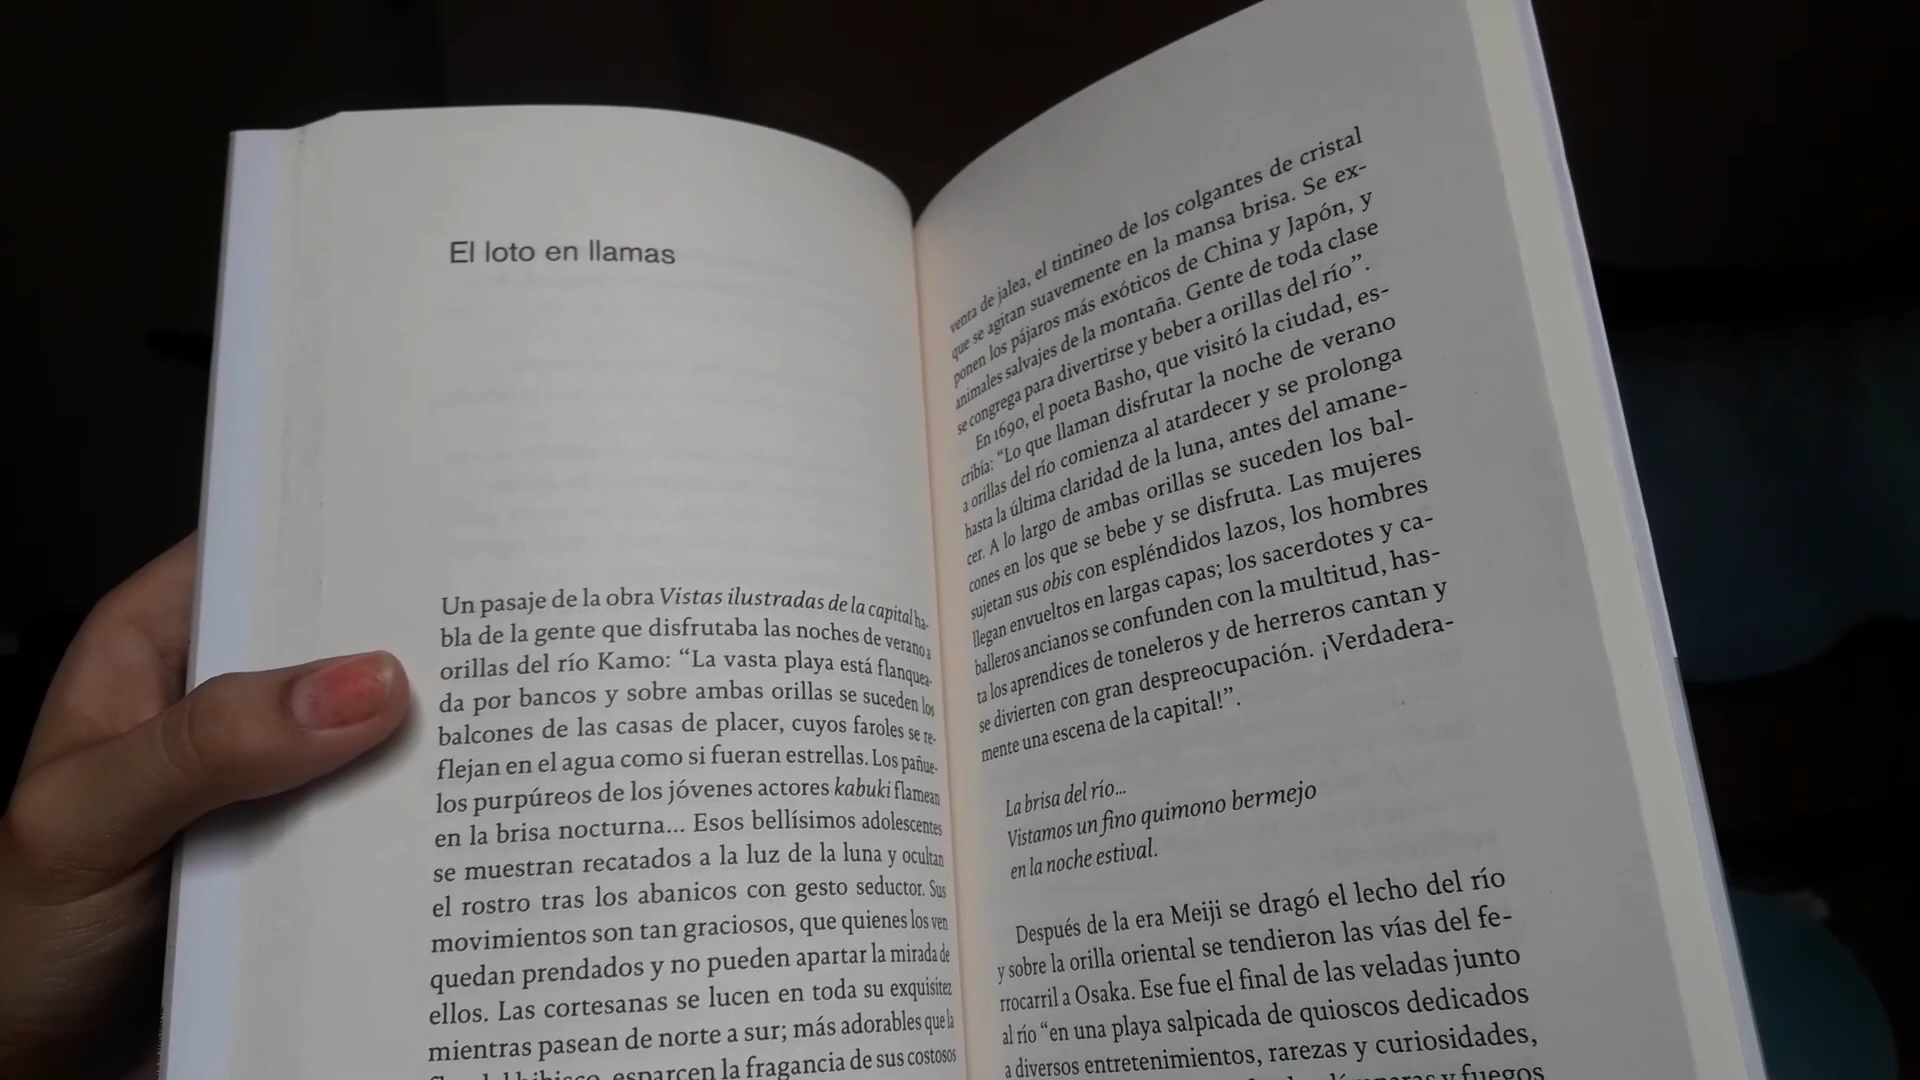 El loto en llamas
Un pasaje de la obra Vistas ilustradas de la capital ha-
bla de la gente que disfrutaba las noches de verano a
orillas del río Kamo: “La vasta playa está flanquea-
da por bancos y sobre ambas orillas se suceden los
balcones de las casas de placer, cuyos faroles se re-
flejan en el agua como si fueran estrellas. Los pañue-
los purpúreos de los jóvenes actores kabuki flamean
en la brisa nocturna... Esos bellísimos adolescentes
se muestran recatados a la luz de la luna y ocultan
el rostro tras los abanicos con gesto seductor. Sus
movimientos son tan graciosos, que quienes los ven
quedan prendados y no pueden apartar la mirada de
ellos. Las cortesanas se lucen en toda su exquisitez
mientras pasean de norte a sur; más adorables que la
hibisco, esparcen la fragancia de sus costosos
venta de jalea, el tintineo de los colgantes de cristal
que se agitan suavemente en la mansa brisa. Se ex-
ponen los pájaros más exóticos de China y Japón, y
animales salvajes de la montaña. Gente de toda clase
se congrega para divertirse y beber a orillas del río”.
En 1690, el poeta Basho, que visitó la ciudad, es-
cribía: “Lo que llaman disfrutar la noche de verano
a orillas del río comienza al atardecer y se prolonga
hasta la última claridad de la luna, antes del amane-
cer. A lo largo de ambas orillas se suceden los bal-
cones en los que se bebe y se disfruta. Las mujeres
sujetan sus obis con espléndidos lazos, los hombres
llegan envueltos en largas capas; los sacerdotes y ca-
balleros ancianos se confunden con la multitud, has-
ta los aprendices de toneleros y de herreros cantan y
se divierten con gran despreocupación. ¡Verdadera-
mente una escena de la capital!”.
La brisa del río...
Vistamos un fino quimono bermejo
en la noche estival.
Después de la era Meiji se dragó el lecho del río
y sobre la orilla oriental se tendieron las vías del fe-
rrocarril a Osaka. Ese fue el final de las veladas junto
al río “en una playa salpicada de quioscos dedicados
a diversos entretenimientos, rarezas y curiosidades,
y fuegos